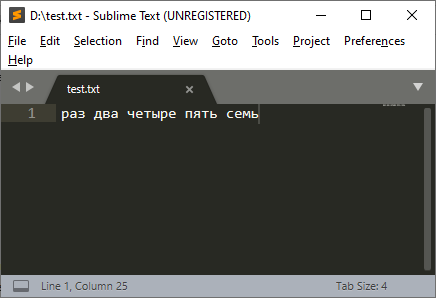 D:\test.txt - Sublime Text (UNREGISTERED)
File Edit Selection Find View Goto Tools Project Preferences
Help
test.txt
1 раз два четыре пять семь
Line 1, Column 25 Tab Size: 4